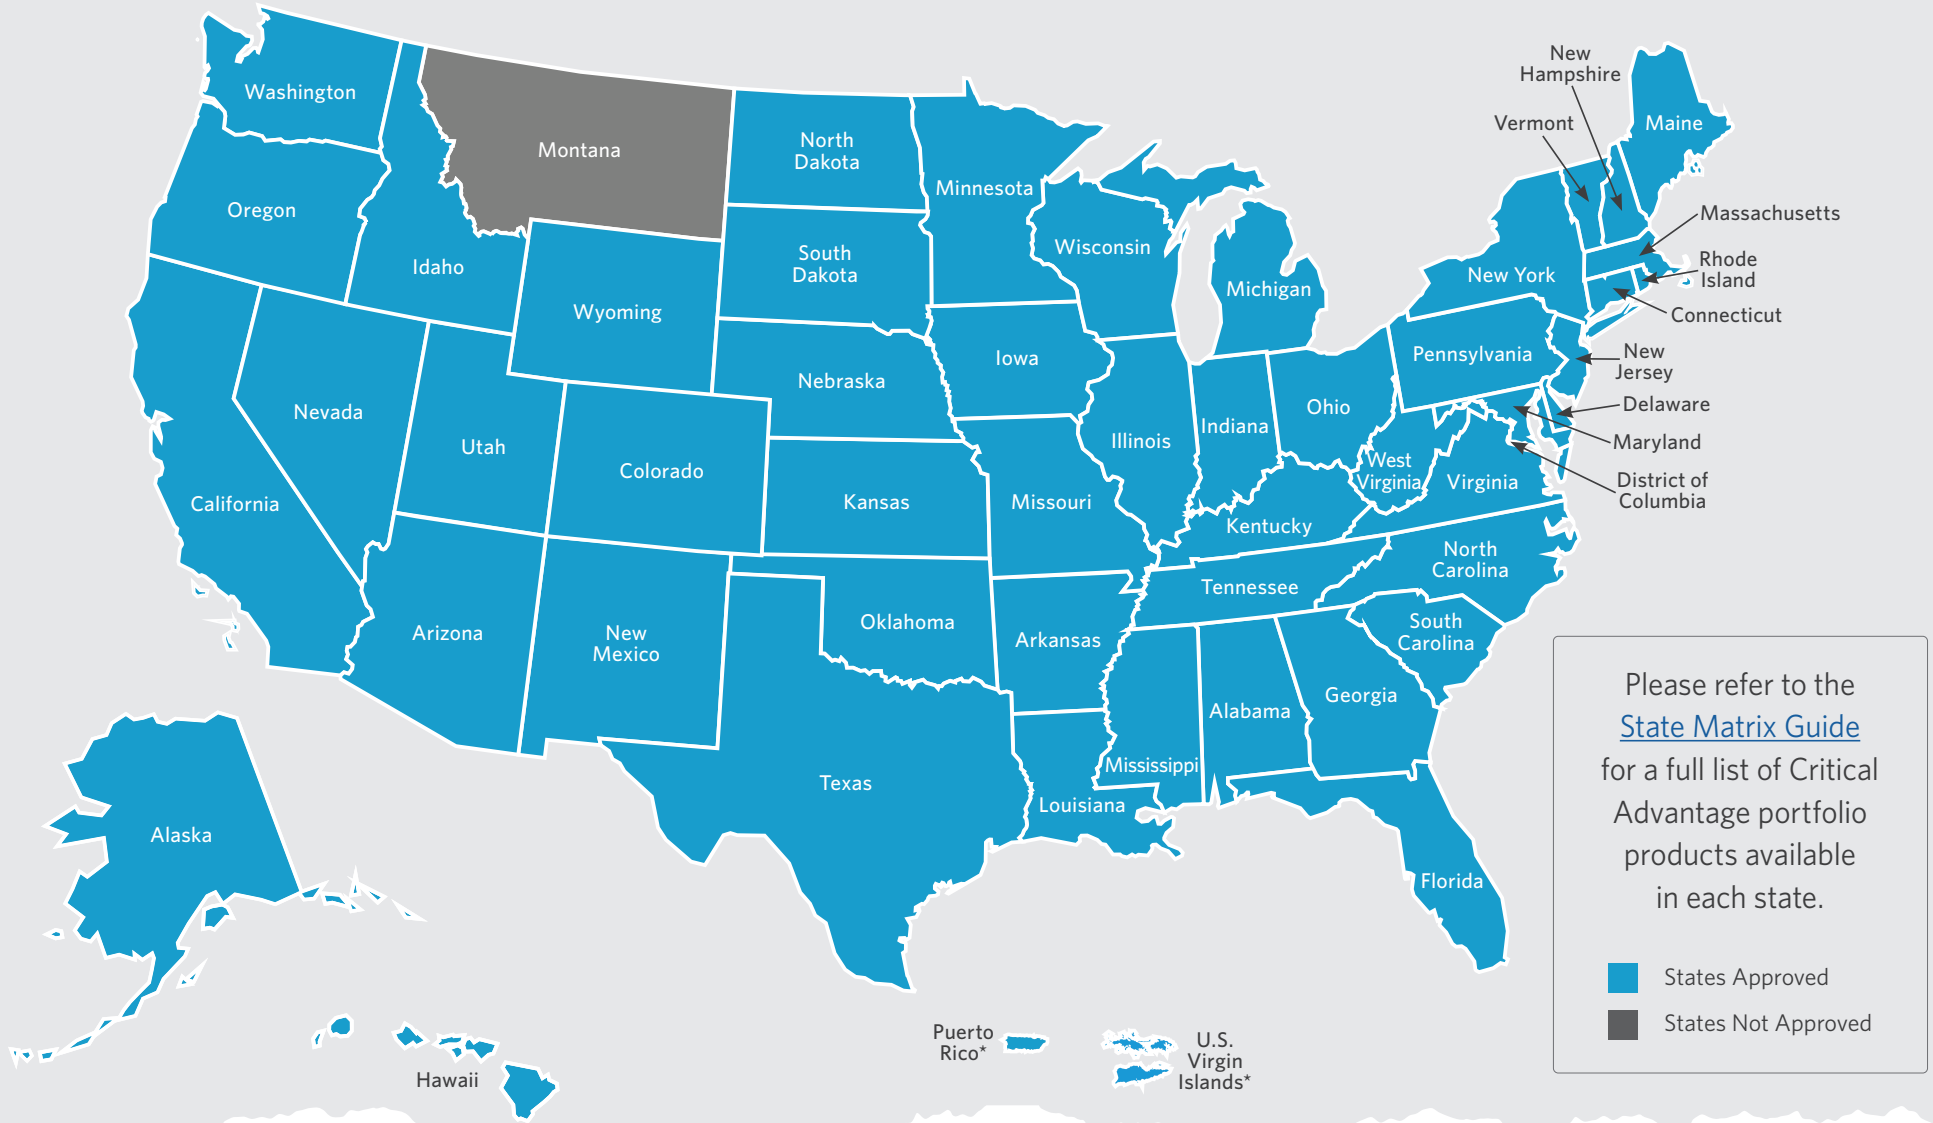 Washington
Montana
North
Dakota
Minnesota
New
Hampshire
Vermont
Maine
Oregon
Idaho
Wyoming
South
Dakota
Wisconsin
Michigan
New York
Massachusetts
Rhode
Island
Connecticut
Nevada
Utah
Colorado
Nebraska
Iowa
Illinois
Indiana
Ohio
Pennsylvania
New
Jersey
Delaware
Maryland
District of
Columbia
California
Kansas
Missouri
Kentucky
West
Virginia
Virginia
Arizona
New
Mexico
Oklahoma
Arkansas
Tennessee
North
Carolina
South
Carolina
Texas
Louisiana
Mississippi
Alabama
Georgia
Florida
Alaska
Hawaii
Puerto
Rico*
U.S.
Virgin
Islands*
Please refer to the
State Matrix Guide
for a full list of Critical
Advantage portfolio
products available
in each state.
States Approved
States Not Approved